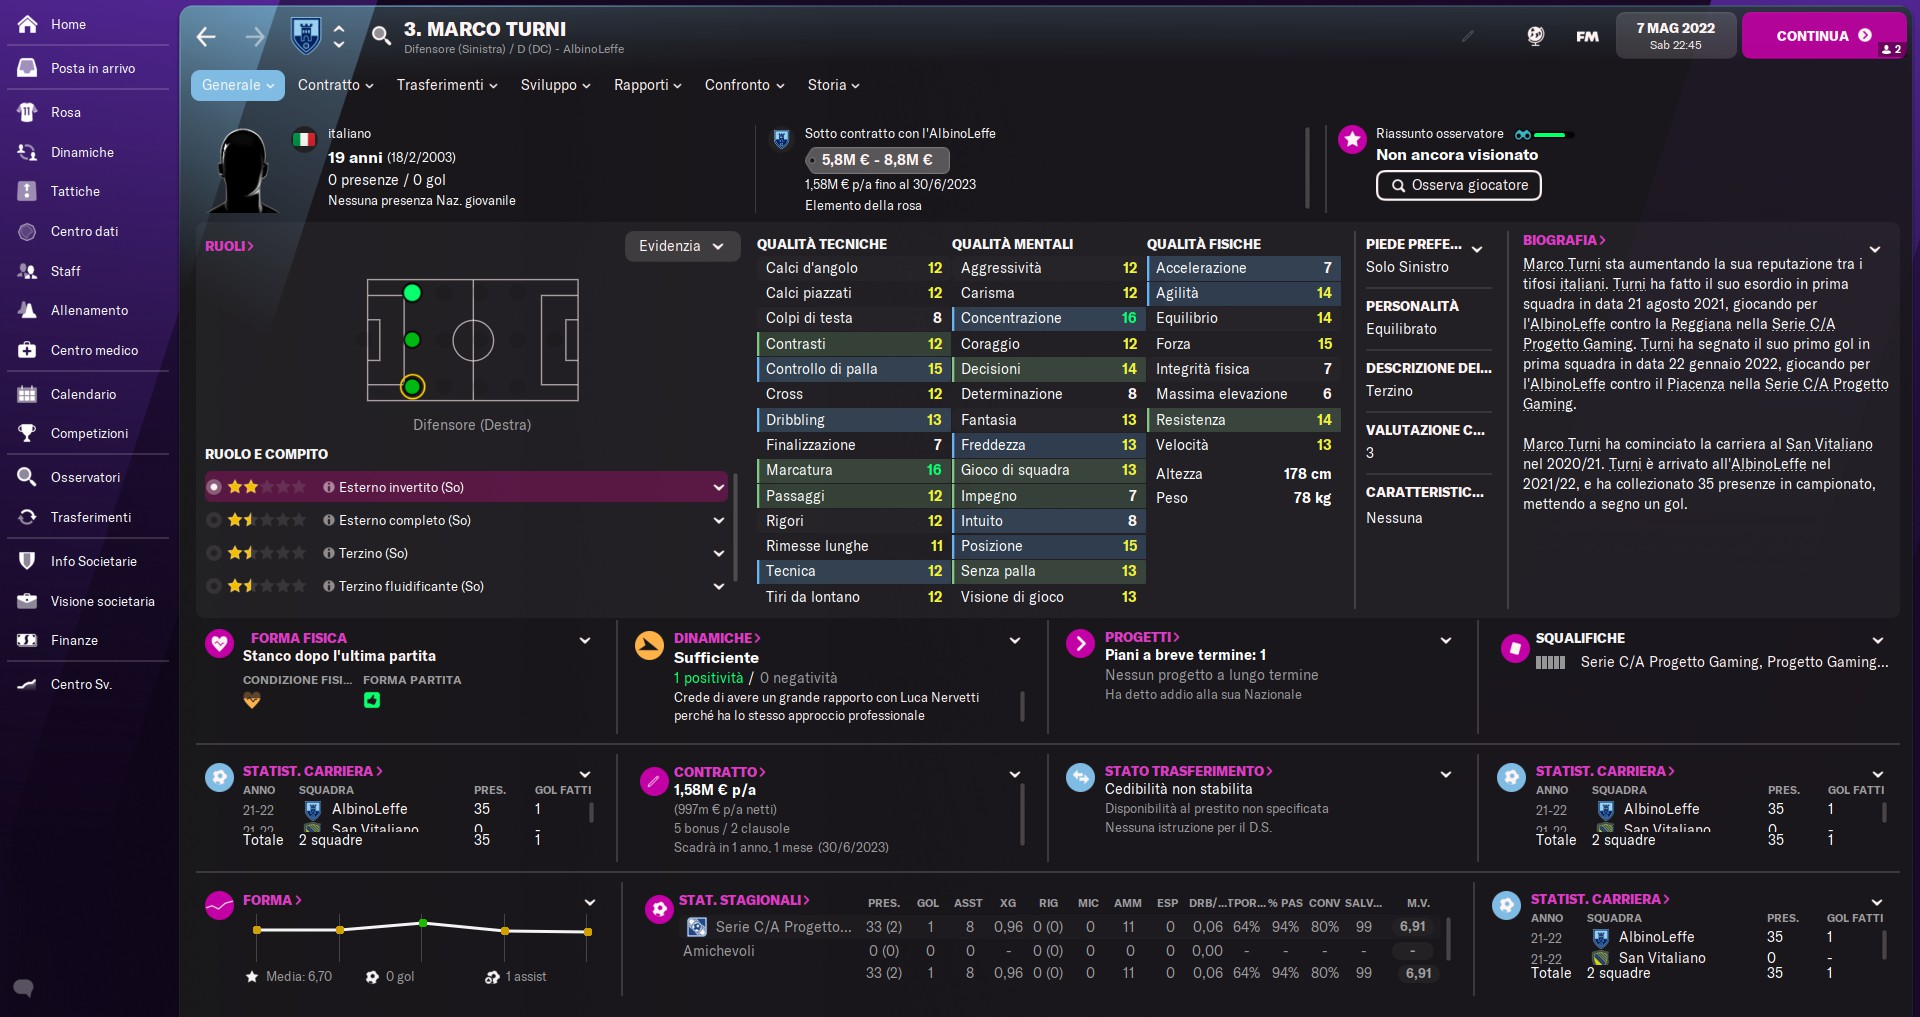 Home
Posta in arrivo
Rosa
Dinamiche
Tattiche
Centro dati
Staff
Allenamento
Centro medico
Calendario
Competizioni
Osservatori
Trasferimenti
Info Societarie
Visione societaria
Finanze
Centro Sv.
3. MARCO TURNI
Difensore (Sinistra) / D (DC) - AlbinoLeffe
FM
7 MAG 2022
Sab 22:45
CONTINUA
2
Generale Contratto Trasferimenti Sviluppo Rapporti Confronto Storia
italiano
19 anni (18/2/2003)
0 presenze / 0 gol
Nessuna presenza Naz. giovanile
Sotto contratto con l'AlbinoLeffe
5,8M € - 8,8M €
1,58M € p/a fino al 30/6/2023
Elemento della rosa
Riassunto osservatore
Non ancora visionato
Osserva giocatore
RUOLI
Evidenzia
Difensore (Destra)
RUOLO E COMPITO
Esterno invertito (So)
Esterno completo (So)
Terzino (So)
Terzino fluidificante (So)
QUALITÀ TECNICHE
Calci d'angolo 12
Calci piazzati 12
Colpi di testa 8
Contrasti 12
Controllo di palla 15
Cross 12
Dribbling 13
Finalizzazione 7
Marcatura 16
Passaggi 12
Rigori 12
Rimesse lunghe 11
Tecnica 12
Tiri da lontano 12
QUALITÀ MENTALI
Aggressività 12
Carisma 12
Concentrazione 16
Coraggio 12
Decisioni 14
Determinazione 8
Fantasia 13
Freddezza 13
Gioco di squadra 13
Impegno 7
Intuito 8
Posizione 15
Senza palla 13
Visione di gioco 13
QUALITÀ FISICHE
Accelerazione 7
Agilità 14
Equilibrio 14
Forza 15
Integrità fisica 7
Massima elevazione 6
Resistenza 14
Velocità 13
Altezza 178 cm
Peso 78 kg
PIEDE PREFE...
Solo Sinistro
PERSONALITÀ
Equilibrato
DESCRIZIONE DEI...
Terzino
VALUTAZIONE C...
3
CARATTERISTIC...
Nessuna
BIOGRAFIA
Marco Turni sta aumentando la sua reputazione tra i
tifosi italiani. Turni ha fatto il suo esordio in prima
squadra in data 21 agosto 2021, giocando per
l'AlbinoLeffe contro la Reggiana nella Serie C/A
Progetto Gaming. Turni ha segnato il suo primo gol in
prima squadra in data 22 gennaio 2022, giocando per
l'AlbinoLeffe contro il Piacenza nella Serie C/A Progetto
Gaming.
Marco Turni ha cominciato la carriera al San Vitaliano
nel 2020/21. Turni è arrivato all'AlbinoLeffe nel
2021/22, e ha collezionato 35 presenze in campionato,
mettendo a segno un gol.
FORMA FISICA
Stanco dopo l'ultima partita
CONDIZIONE FISI... FORMA PARTITA
DINAMICHE
Sufficiente
1 positività / 0 negatività
Crede di avere un grande rapporto con Luca Nervetti
perché ha lo stesso approccio professionale
PROGETTI
Piani a breve termine: 1
Nessun progetto a lungo termine
Ha detto addio alla sua Nazionale
SQUALIFICHE
Serie C/A Progetto Gaming, Progetto Gaming...
STATIST. CARRIERA
ANNO SQUADRA PRES. GOL FATTI
21-22 AlbinoLeffe 35 1
21-22 San Vitaliano 0 -
Totale 2 squadre 35 1
CONTRATTO
1,58M € p/a
(997m € p/a netti)
5 bonus / 2 clausole
Scadrà in 1 anno, 1 mese (30/6/2023)
STATO TRASFERIMENTO
Cedibilità non stabilita
Disponibilità al prestito non specificata
Nessuna istruzione per il D.S.
STATIST. CARRIERA
ANNO SQUADRA PRES. GOL FATTI
21-22 AlbinoLeffe 35 1
21-22 San Vitaliano 0 -
Totale 2 squadre 35 1
FORMA
Media: 6,70 0 gol 1 assist
STAT. STAGIONALI PRES. GOL ASST XG RIG MIC AMM ESP DRB/... TPOR... % PAS CONV SALV... M.V.
Serie C/A Progetto... 33 (2) 1 8 0,96 0 (0) 0 11 0 0,06 64% 94% 80% 99 6,91
Amichevoli 0 (0) 0 0 - 0 (0) 0 0 0 0,00 - - - - -
33 (2) 1 8 0,96 0 (0) 0 11 0 0,06 64% 94% 80% 99 6,91
STATIST. CARRIERA
ANNO SQUADRA PRES. GOL FATTI
21-22 AlbinoLeffe 35 1
21-22 San Vitaliano 0 -
Totale 2 squadre 35 1